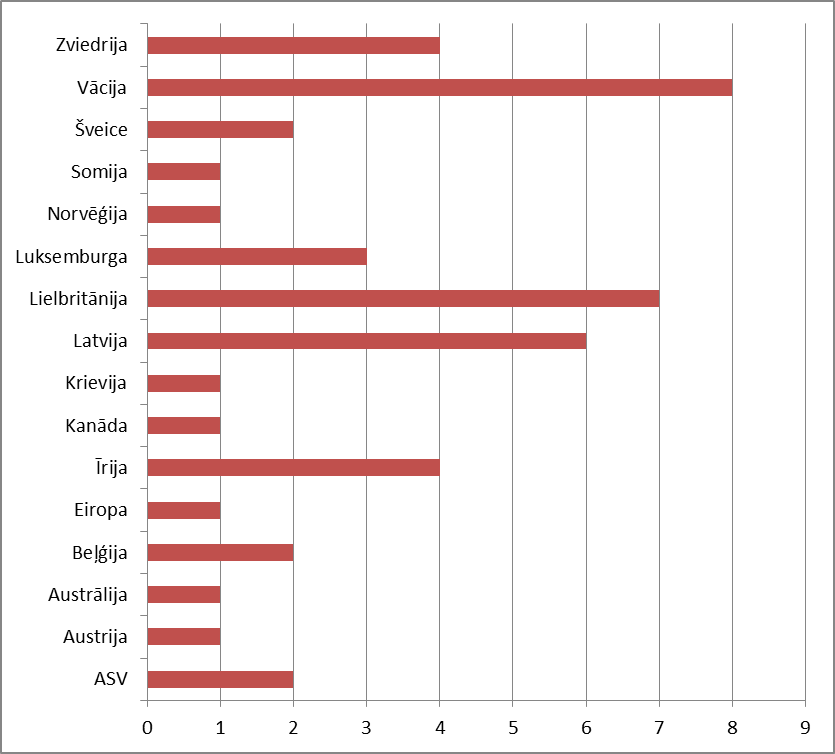 Zviedrija
Vācija
Šveice
Somija
Norvēģija
Luksemburga
Lielbritānija
Latvija
Krievija
Kanāda
Īrija
Eiropa
Beļģija
Austrālija
Austrija
ASV
0 1 2 3 4 5 6 7 8 9